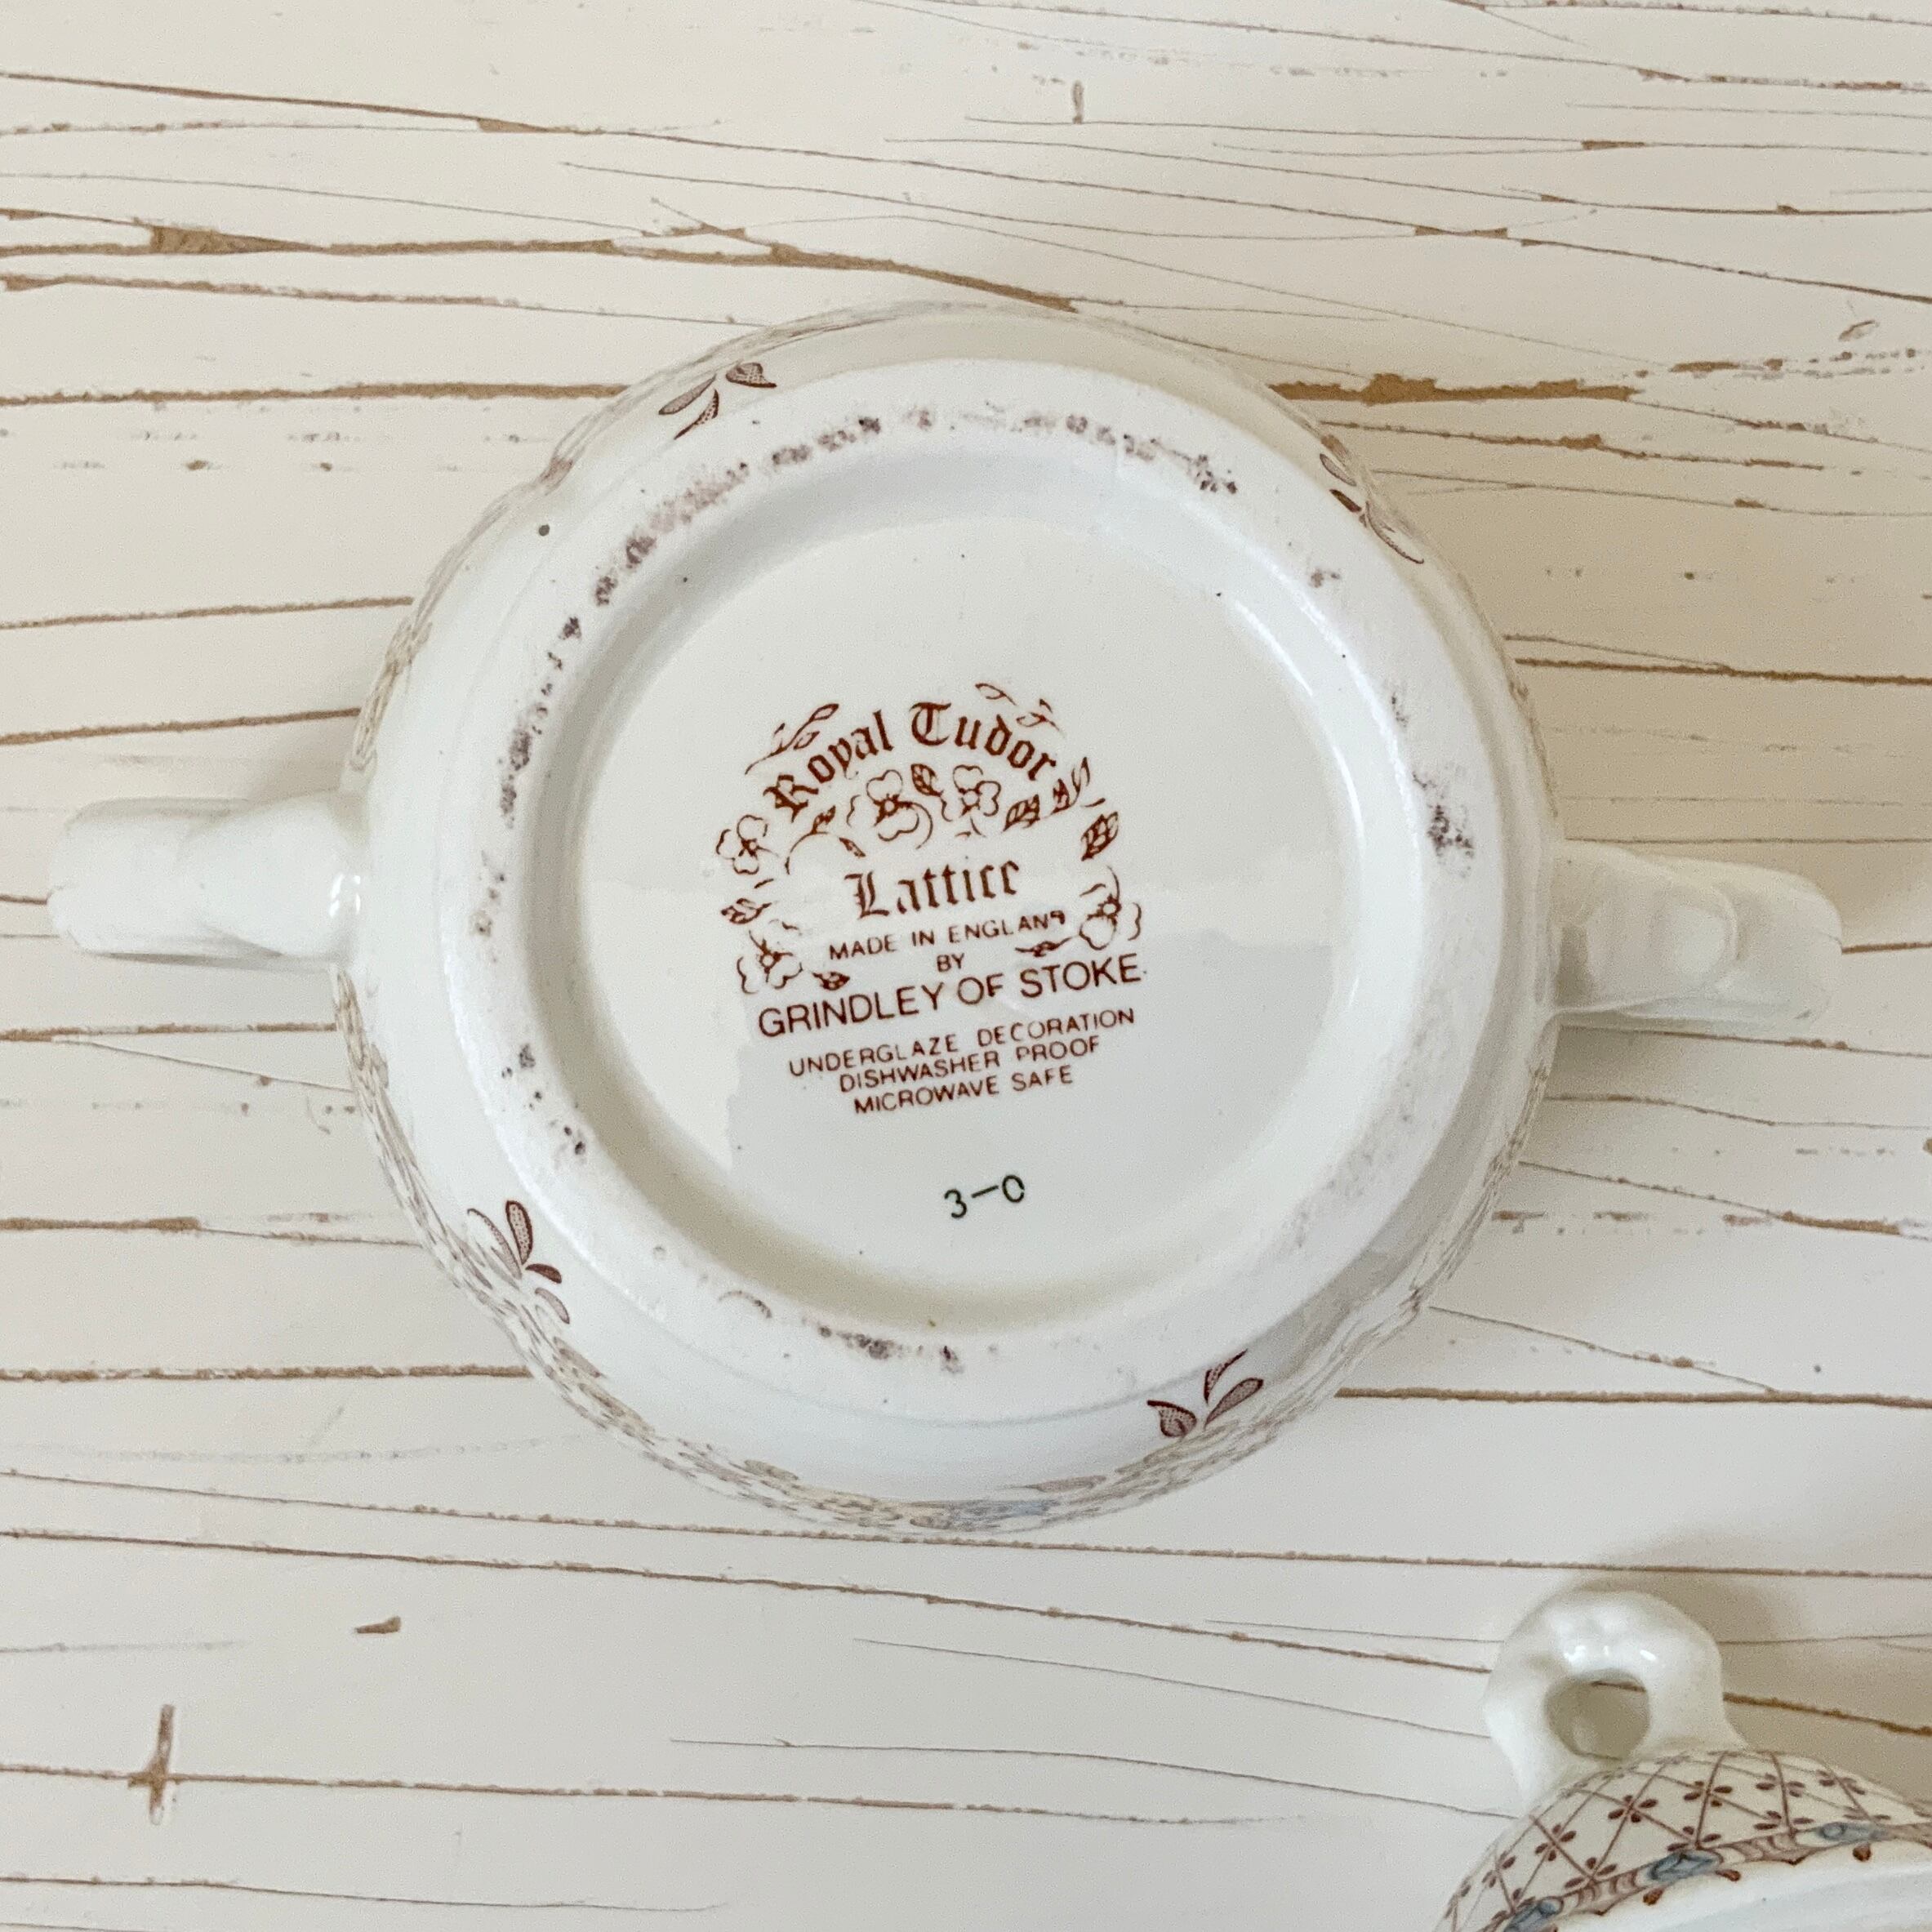 Royal Tudor
Lattice
MADE IN ENGLAND
BY
GRINDLEY OF STOKE
UNDERGLAZE DECORATION
DISHWASHER PROOF
MICROWAVE SAFE
3-0